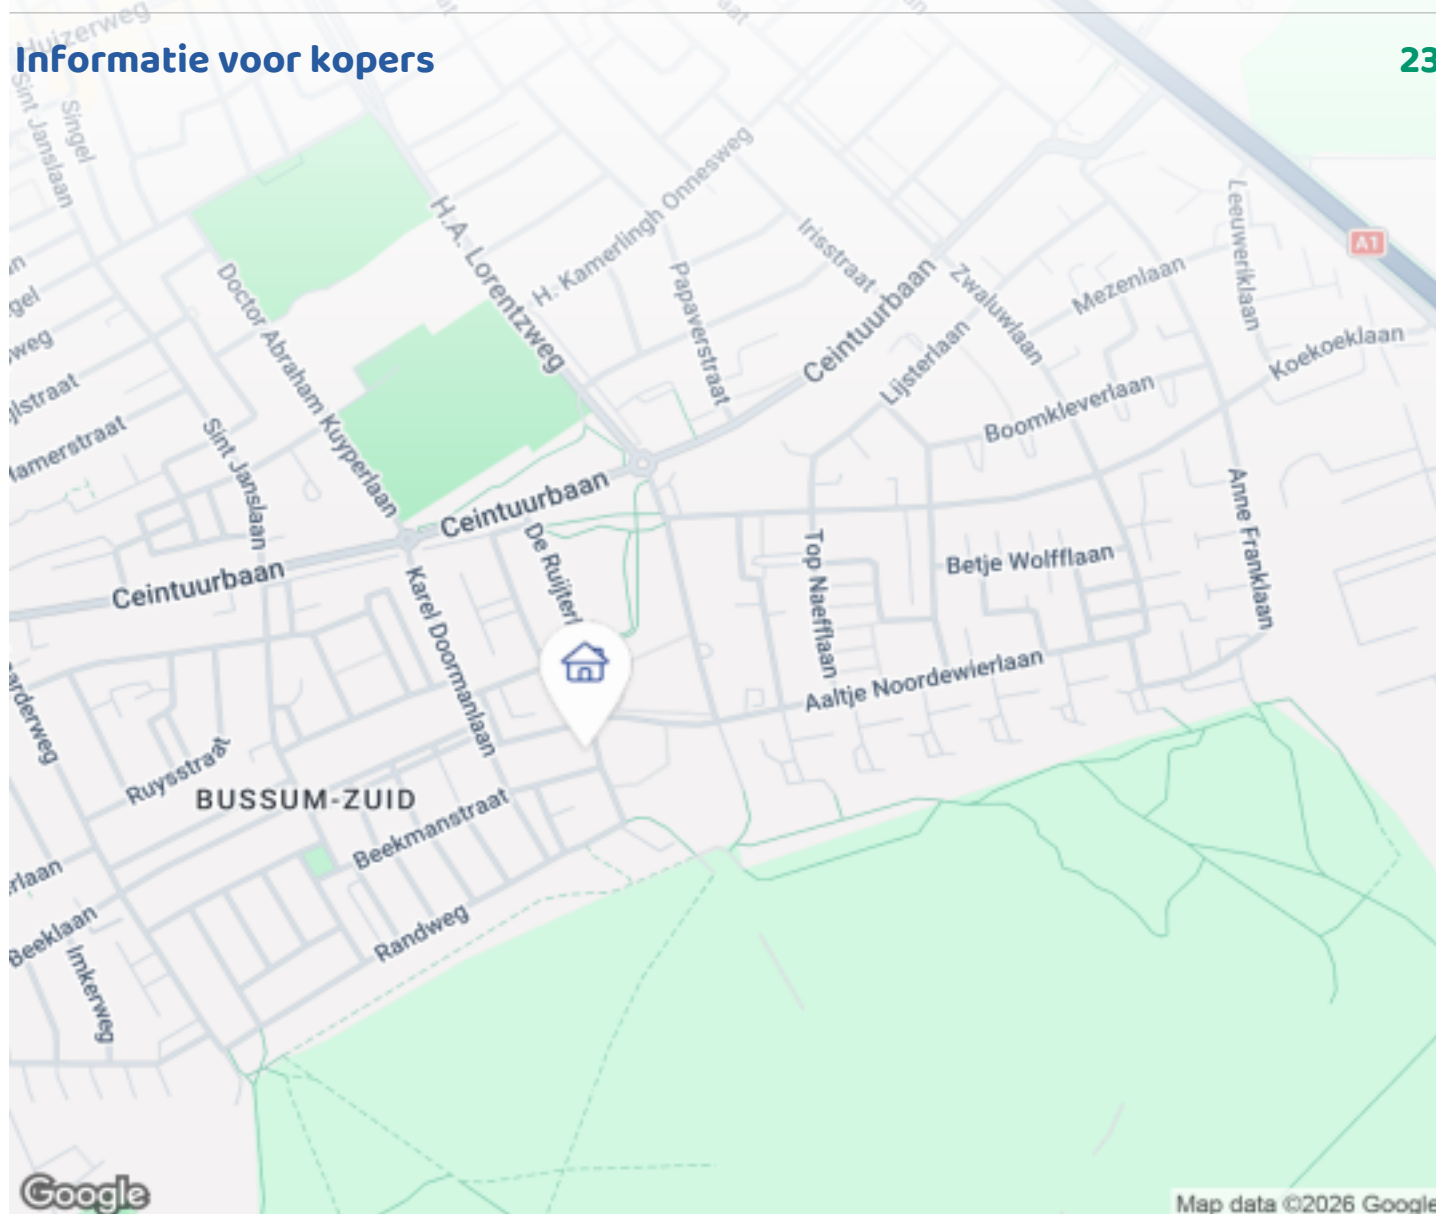 Huizerweg
Informatie voor kopers
23
Sint Janslaan
Singel
H.A. Lorentzweg
H. Kamerlingh Onnesweg
Irisstraat
Papaverstraat
Ceintuurbaan
Zwaluwlaan
Lijsterlaan
Mezenlaan
Leeuweriklaan
A1
Koekoeklaan
Boomkleverlaan
Doctor Abraham Kuyperlaan
Sint Janslaan
Ceintuurbaan
Ceintuurbaan
De Ruijterl
Karel Doormanlaan
Top Naefflaan
Betje Wolfflaan
Anne Franklaan
Aaltje Noordewierlaan
Ruysstraat
BUSSUM-ZUID
Beekmanstraat
Randweg
Beeklaan
Imkerweg
Google
Map data ©2026 Google